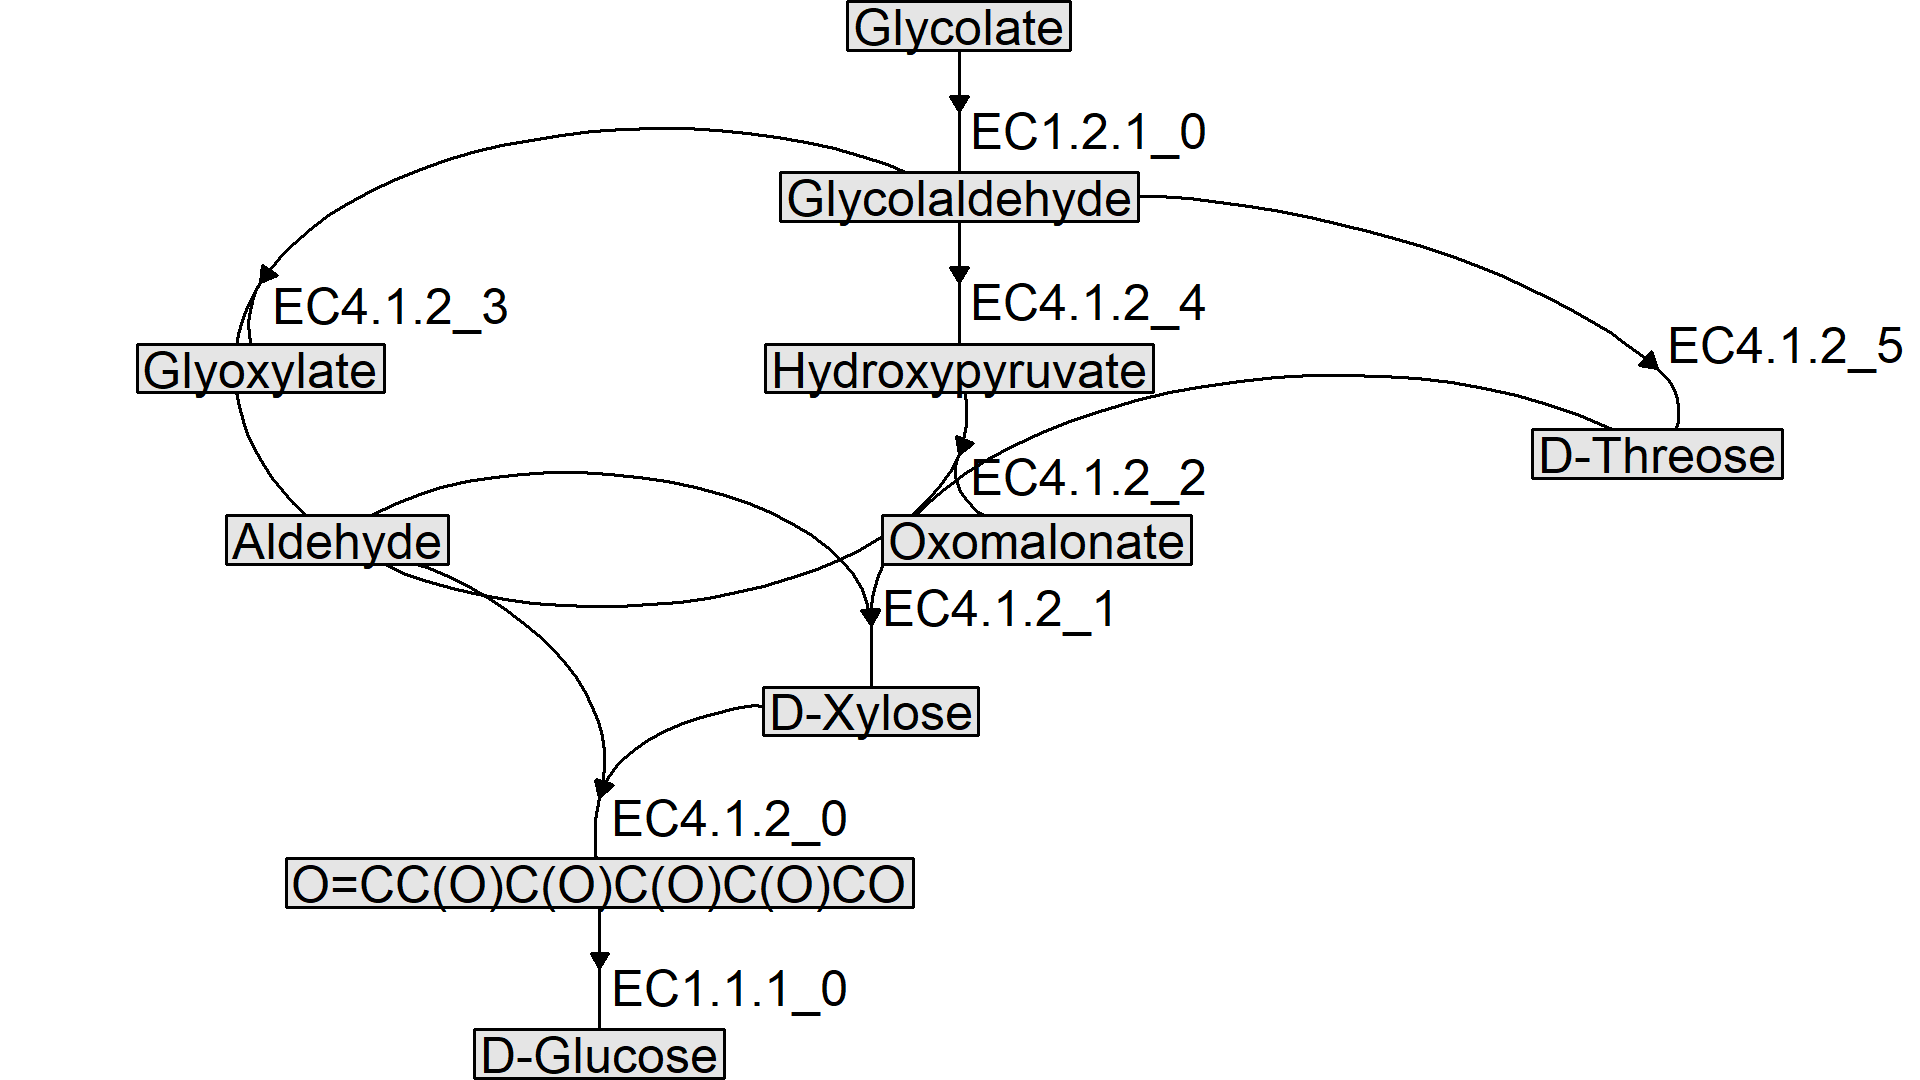 Glycolate
EC1.2.1_0
Glycolaldehyde
EC4.1.2_3
EC4.1.2_4
EC4.1.2_5
Glyoxylate
Hydroxypyruvate
D-Threose
EC4.1.2_2
Aldehyde
Oxomalonate
EC4.1.2_1
D-Xylose
EC4.1.2_0
O=CC(O)C(O)C(O)C(O)CO
EC1.1.1_0
D-Glucose